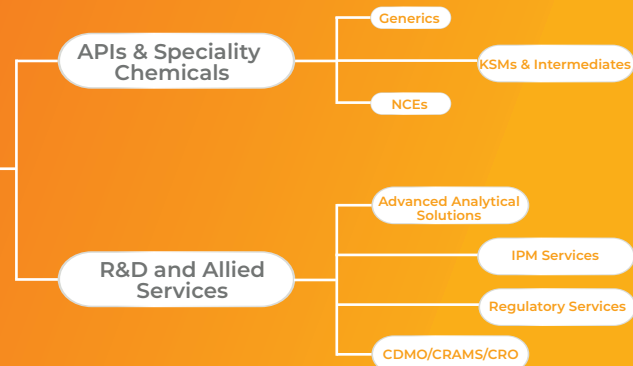 APIs & Speciality
Chemicals
Generics
KSMs & Intermediates
NCEs
R&D and Allied
Services
Advanced Analytical
Solutions
IPM Services
Regulatory Services
CDMO/CRAMS/CRO